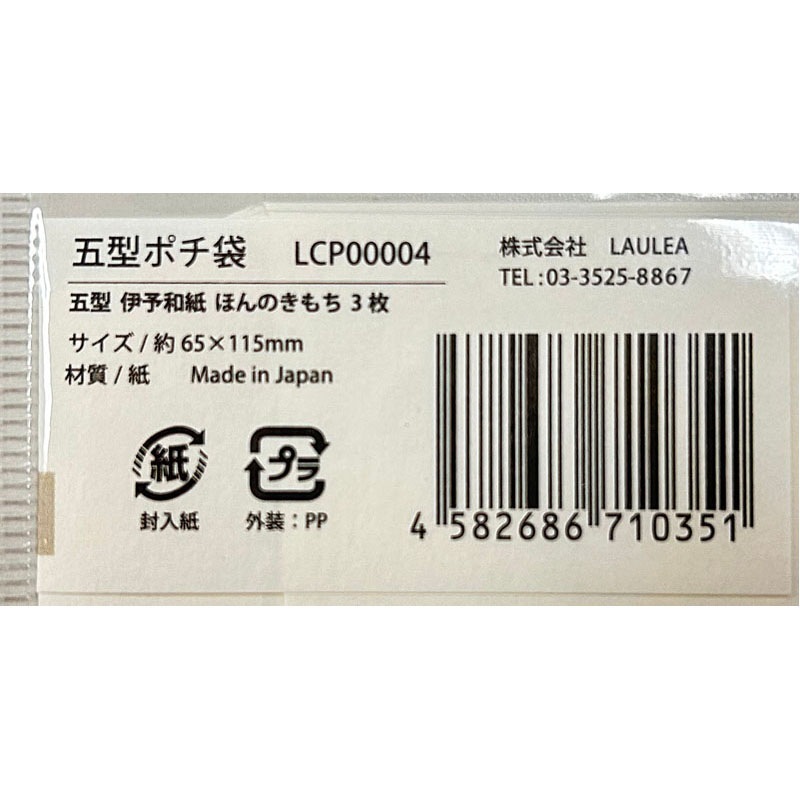 五型ポチ袋 LCP00004
株式会社 LAULEA
TEL:03-3525-8867
五型 伊予和紙 ほんのきもち 3枚
サイズ/約65×115mm
材質/紙 Made in Japan
紙
プラ
封入紙
外装:PP
4 582686 710351